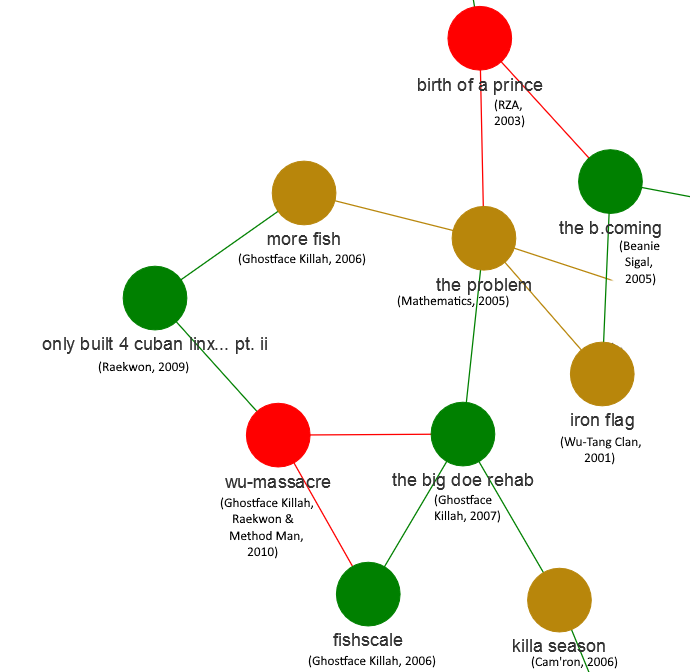 birth of a prince
(RZA,
2003)
the b.coming
(Beanie
Sigal,
2005)
more fish
(Ghostface Killah, 2006)
the problem
(Mathematics, 2005)
only built 4 cuban linx... pt. ii
(Raekwon, 2009)
iron flag
(Wu-Tang Clan,
2001)
wu-massacre
(Ghostface Killah,
Raekwon &
Method Man,
2010)
the big doe rehab
(Ghostface
Killah, 2007)
fishscale
(Ghostface Killah, 2006)
killa season
(Cam'ron, 2006)